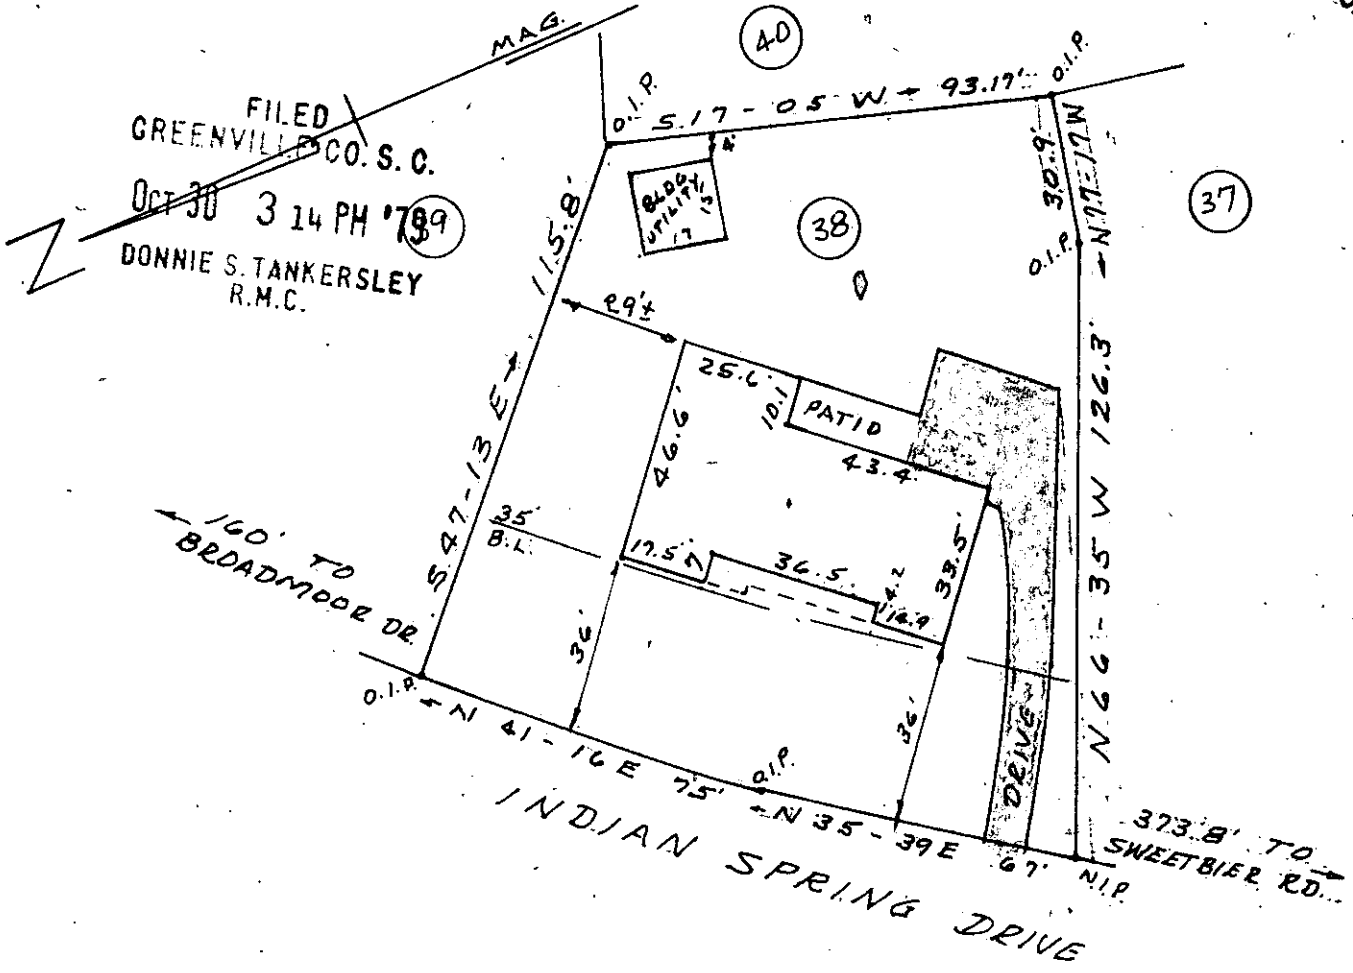 MAG.
40
FILED
GREENVILLE CO. S. C.
OCT 30 3 14 PM '79
DONNIE S. TANKERSLEY
R.M.C.
39
O.I.P.
S.17-05 W → 93.17'
O.I.P.
4'
BLDG.
UTILITY
17
13
38
37
30.9'
N.77-17 W
O.I.P.
115.8'
29'±
25.6'
10.1
PATIO
43.4
46.6'
35'
B.L.
17.5'
36.5
4.2
14.9
33.5'
← S 47-13 E →
← N 66-35 W 126.3'
← 160' TO
BROADMOOR DR.
36'
36'
DRIVE
O.I.P.
← N 41-16 E 75'
O.I.P.
← N 35-39 E 67'
N.I.P.
373.8' TO
SWEETBIER RD.
INDIAN SPRING DRIVE